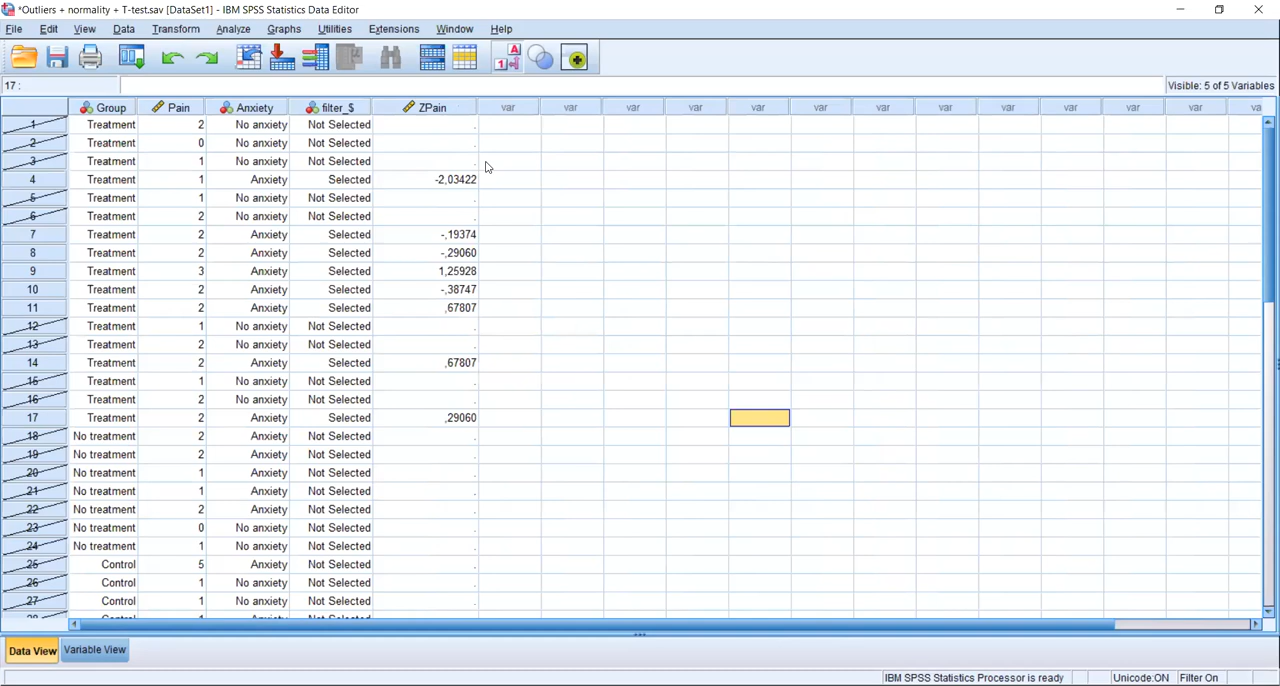 *Outliers + normality + T-test.sav [DataSet1] - IBM SPSS Statistics Data Editor
File Edit View Data Transform Analyze Graphs Utilities Extensions Window Help
17 :
Visible: 5 of 5 Variables
Group Pain Anxiety filter_$ ZPain var var var var var var var var var var var var va
1 Treatment 2 No anxiety Not Selected .
2 Treatment 0 No anxiety Not Selected .
3 Treatment 1 No anxiety Not Selected .
4 Treatment 1 Anxiety Selected -2,03422
5 Treatment 1 No anxiety Not Selected .
6 Treatment 2 No anxiety Not Selected .
7 Treatment 2 Anxiety Selected -,19374
8 Treatment 2 Anxiety Selected -,29060
9 Treatment 3 Anxiety Selected 1,25928
10 Treatment 2 Anxiety Selected -,38747
11 Treatment 2 Anxiety Selected ,67807
12 Treatment 1 No anxiety Not Selected .
13 Treatment 2 No anxiety Not Selected .
14 Treatment 2 Anxiety Selected ,67807
15 Treatment 1 No anxiety Not Selected .
16 Treatment 2 No anxiety Not Selected .
17 Treatment 2 Anxiety Selected ,29060
18 No treatment 2 Anxiety Not Selected .
19 No treatment 2 Anxiety Not Selected .
20 No treatment 1 Anxiety Not Selected .
21 No treatment 1 Anxiety Not Selected .
22 No treatment 2 Anxiety Not Selected .
23 No treatment 0 No anxiety Not Selected .
24 No treatment 1 No anxiety Not Selected .
25 Control 5 Anxiety Not Selected .
26 Control 1 No anxiety Not Selected .
27 Control 1 No anxiety Not Selected .
28 Control 1 Anxiety Not Selected .
Data View Variable View
IBM SPSS Statistics Processor is ready Unicode:ON Filter On